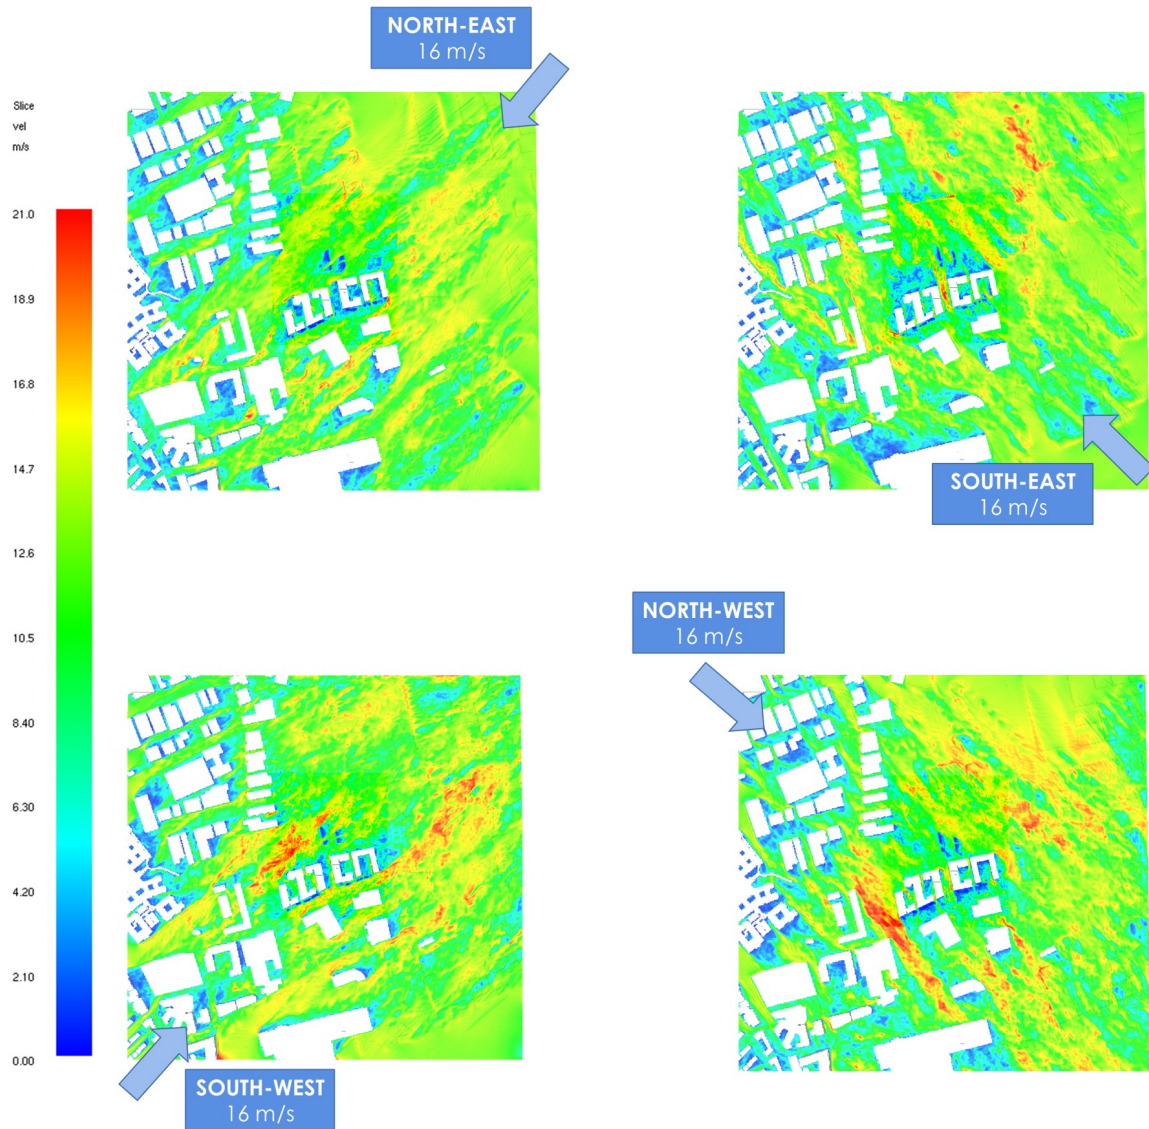 NORTH-EAST
16 m/s
Slice
vel
m/s
21.0
18.9
16.8
14.7
12.6
10.5
8.40
6.30
4.20
2.10
0.00
SOUTH-EAST
16 m/s
NORTH-WEST
16 m/s
SOUTH-WEST
16 m/s